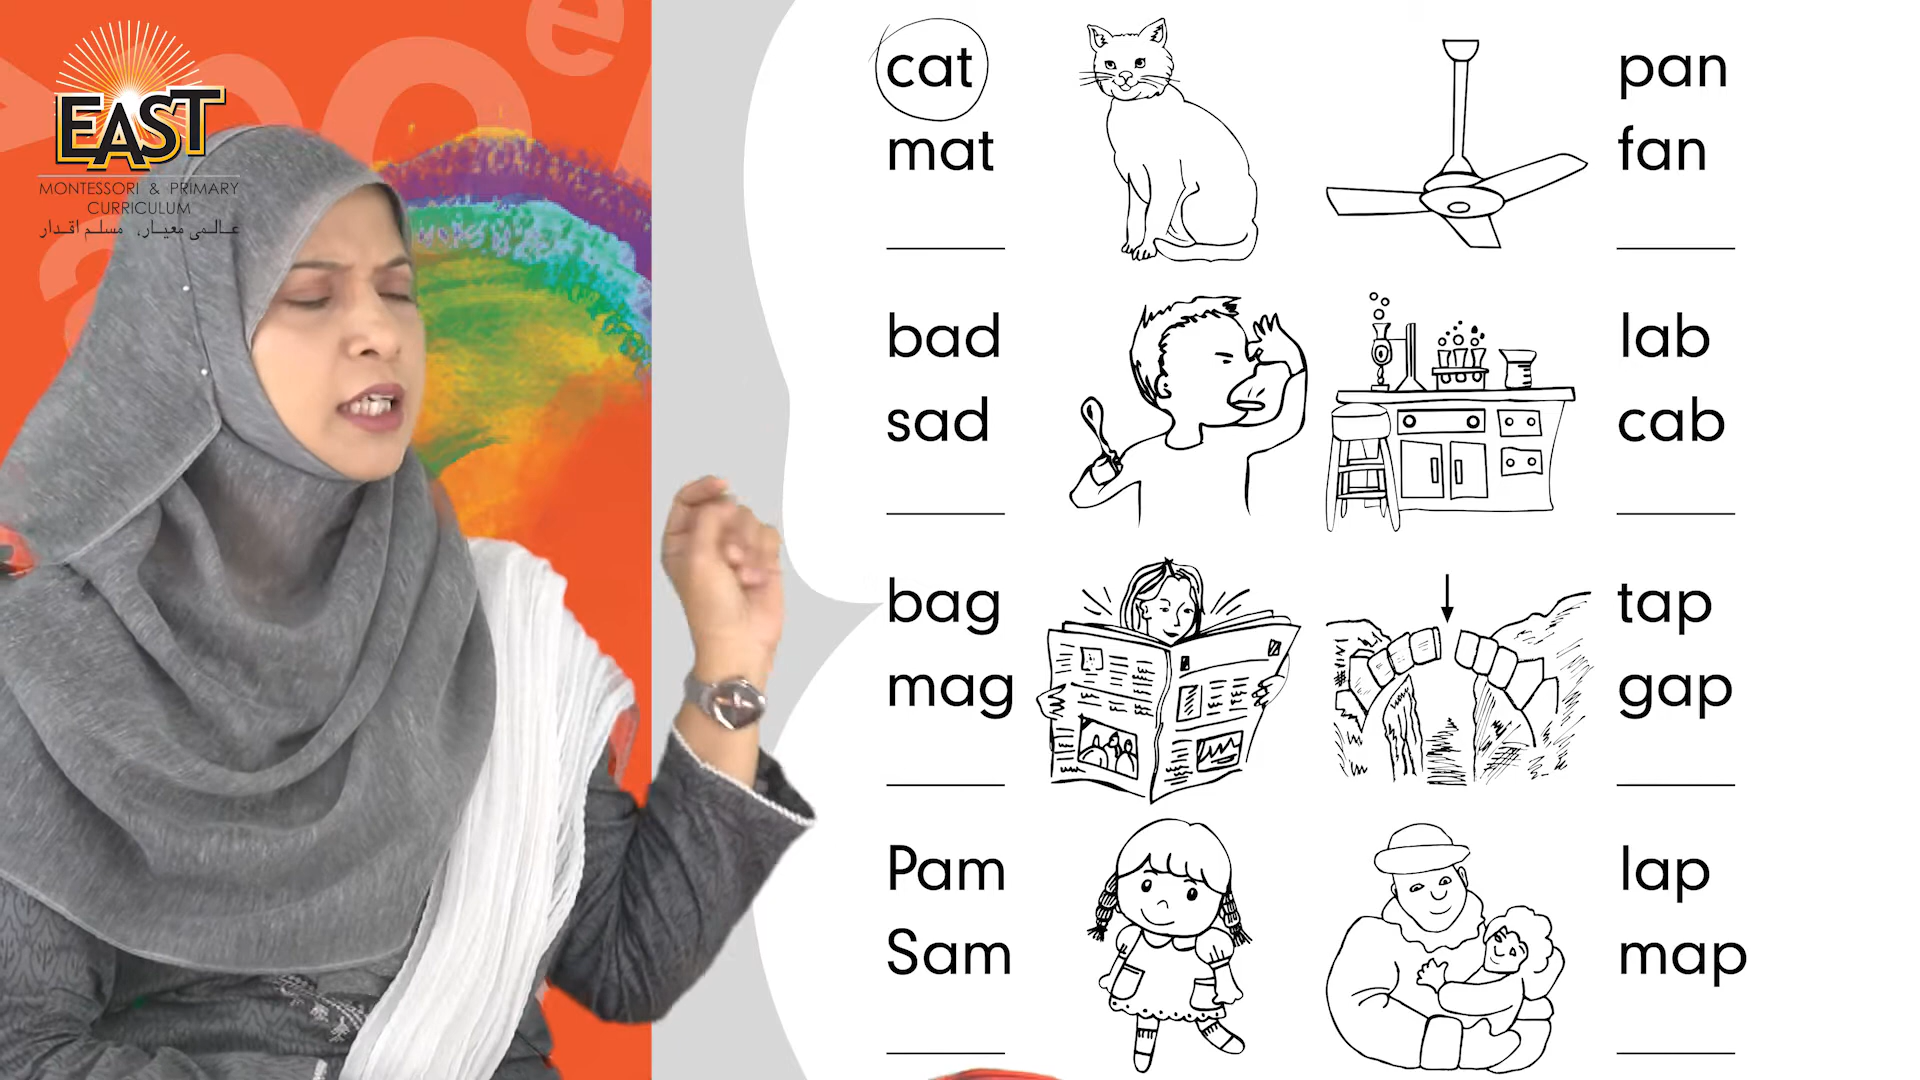 EAST
MONTESSORI & PRIMARY
CURRICULUM
عالمی معیار، مسلم اقدار
cat
mat
pan
fan
bad
sad
lab
cab
bag
mag
tap
gap
Pam
Sam
lap
map